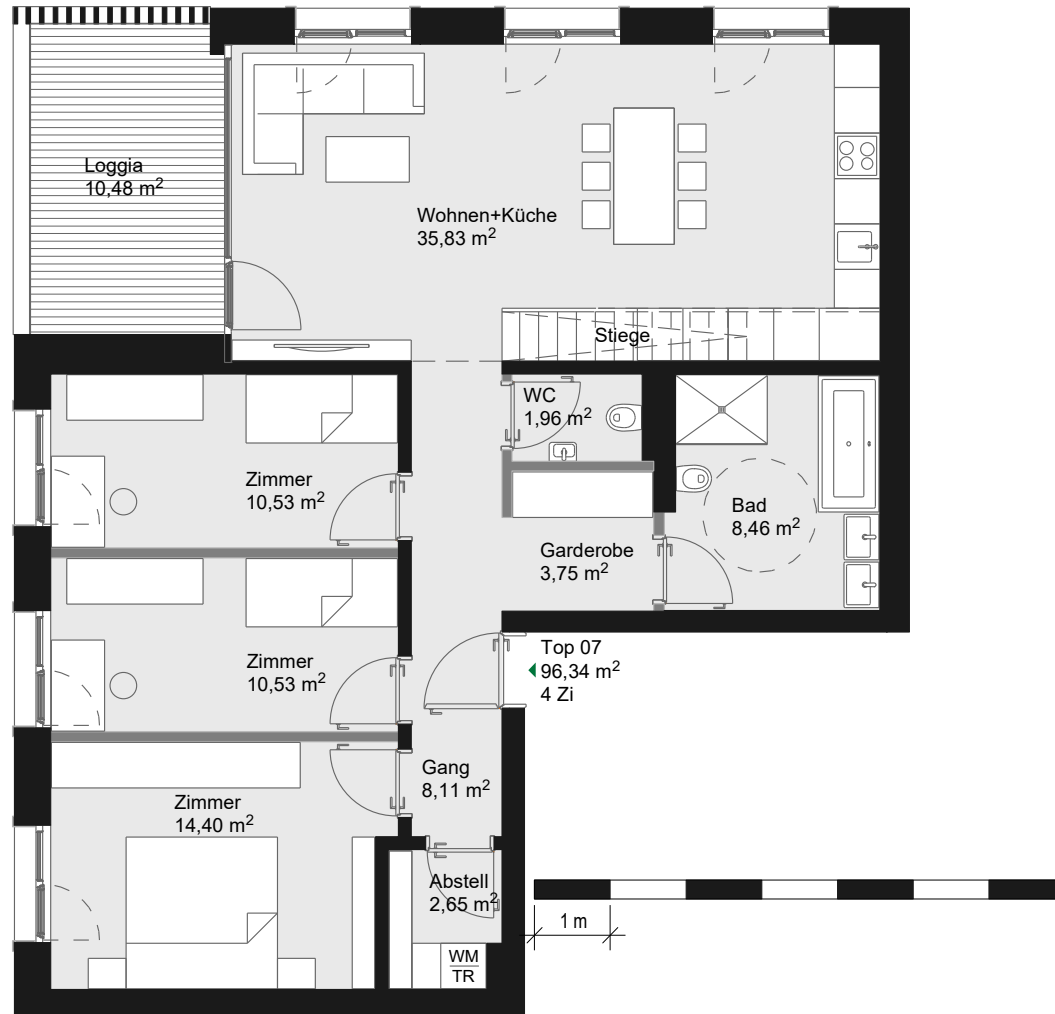 Loggia
10,48 m²
Wohnen+Küche
35,83 m²
Stiege
WC
1,96 m²
Zimmer
10,53 m²
Bad
8,46 m²
Garderobe
3,75 m²
Zimmer
10,53 m²
Top 07
96,34 m²
4 Zi
Gang
8,11 m²
Zimmer
14,40 m²
Abstell
2,65 m²
1 m
WM
TR